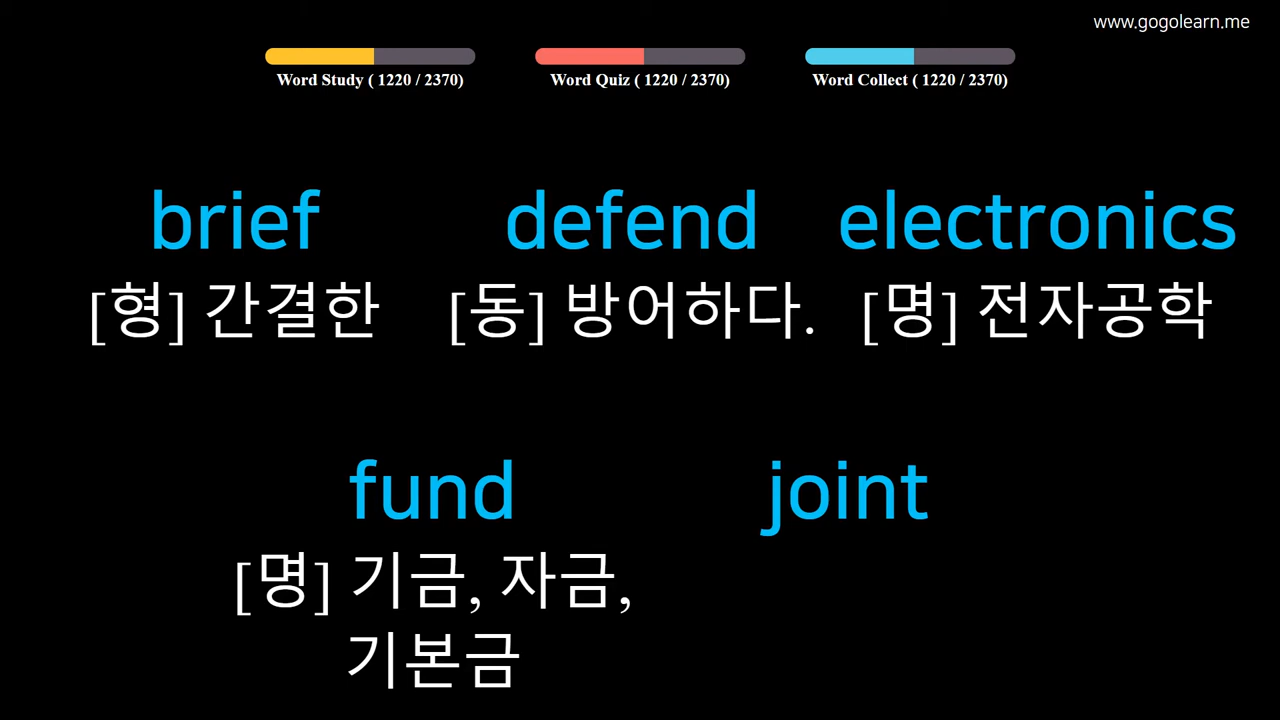 www.gogolearn.me
Word Study ( 1220 / 2370)
Word Quiz ( 1220 / 2370)
Word Collect ( 1220 / 2370)
brief
[형] 간결한
defend
[동] 방어하다.
electronics
[명] 전자공학
fund
[명] 기금, 자금,
기본금
joint